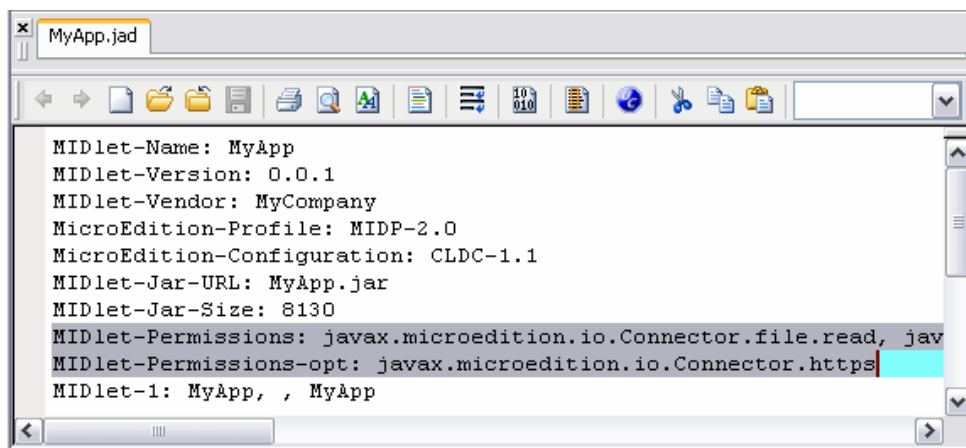 MyApp.jad
MIDlet-Name: MyApp
MIDlet-Version: 0.0.1
MIDlet-Vendor: MyCompany
MicroEdition-Profile: MIDP-2.0
MicroEdition-Configuration: CLDC-1.1
MIDlet-Jar-URL: MyApp.jar
MIDlet-Jar-Size: 8130
MIDlet-Permissions: javax.microedition.io.Connector.file.read, jav
MIDlet-Permissions-opt: javax.microedition.io.Connector.https
MIDlet-1: MyApp, , MyApp